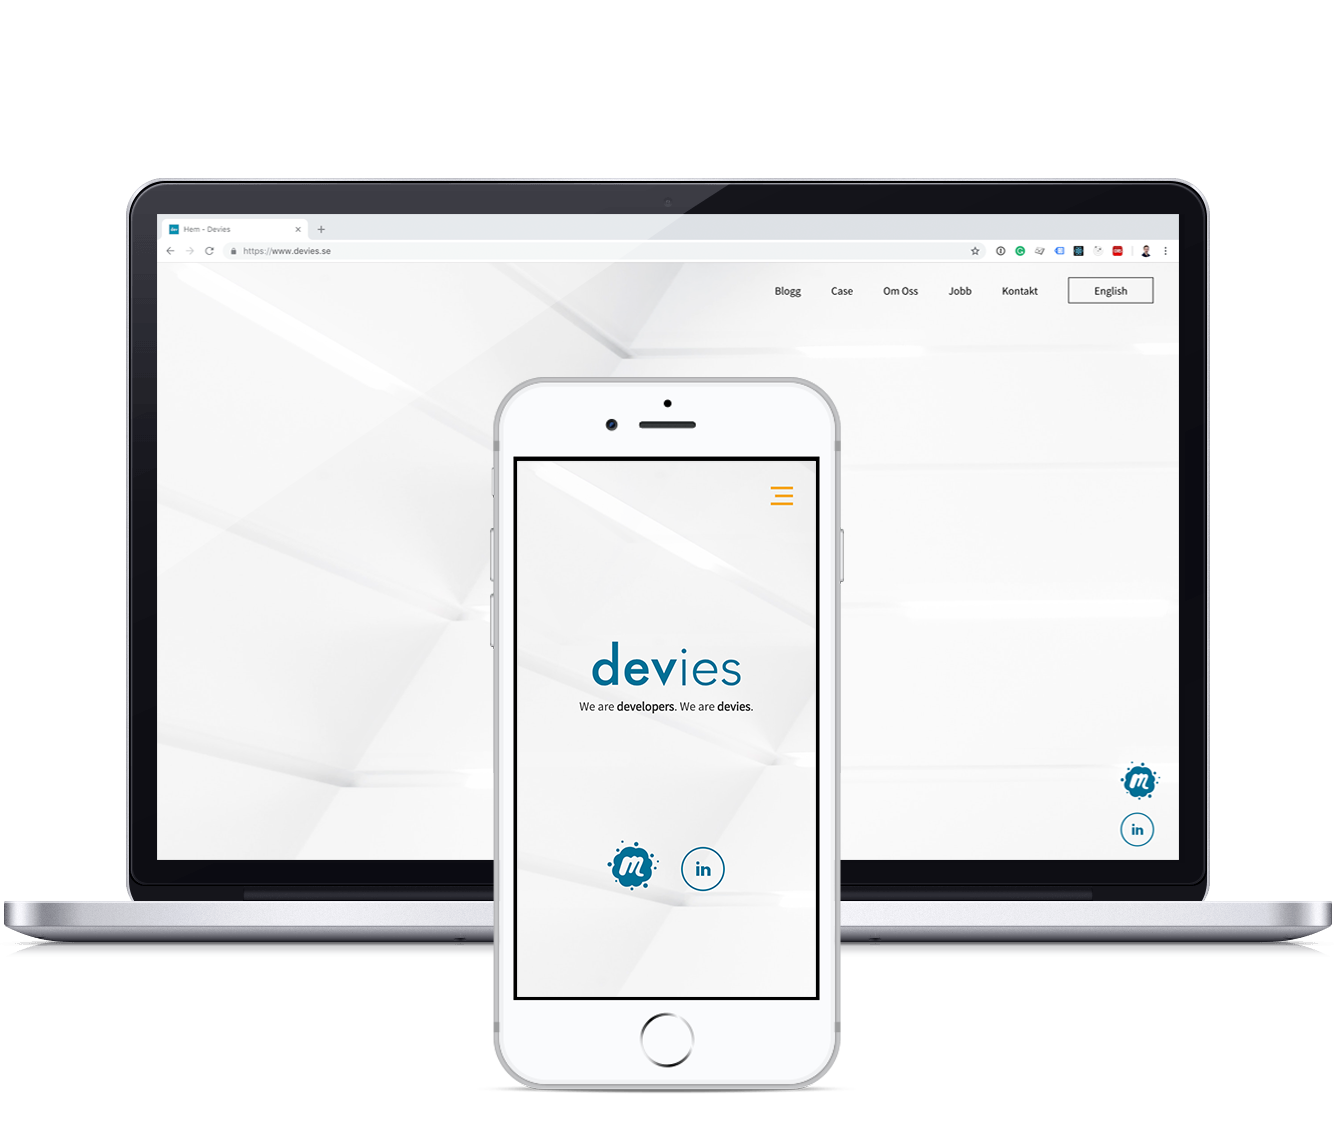 Hem - Devies
https://www.devies.se
Blogg
Case
Om Oss
Jobb
Kontakt
English
devies
We are developers. We are devies.
m
in
m
in